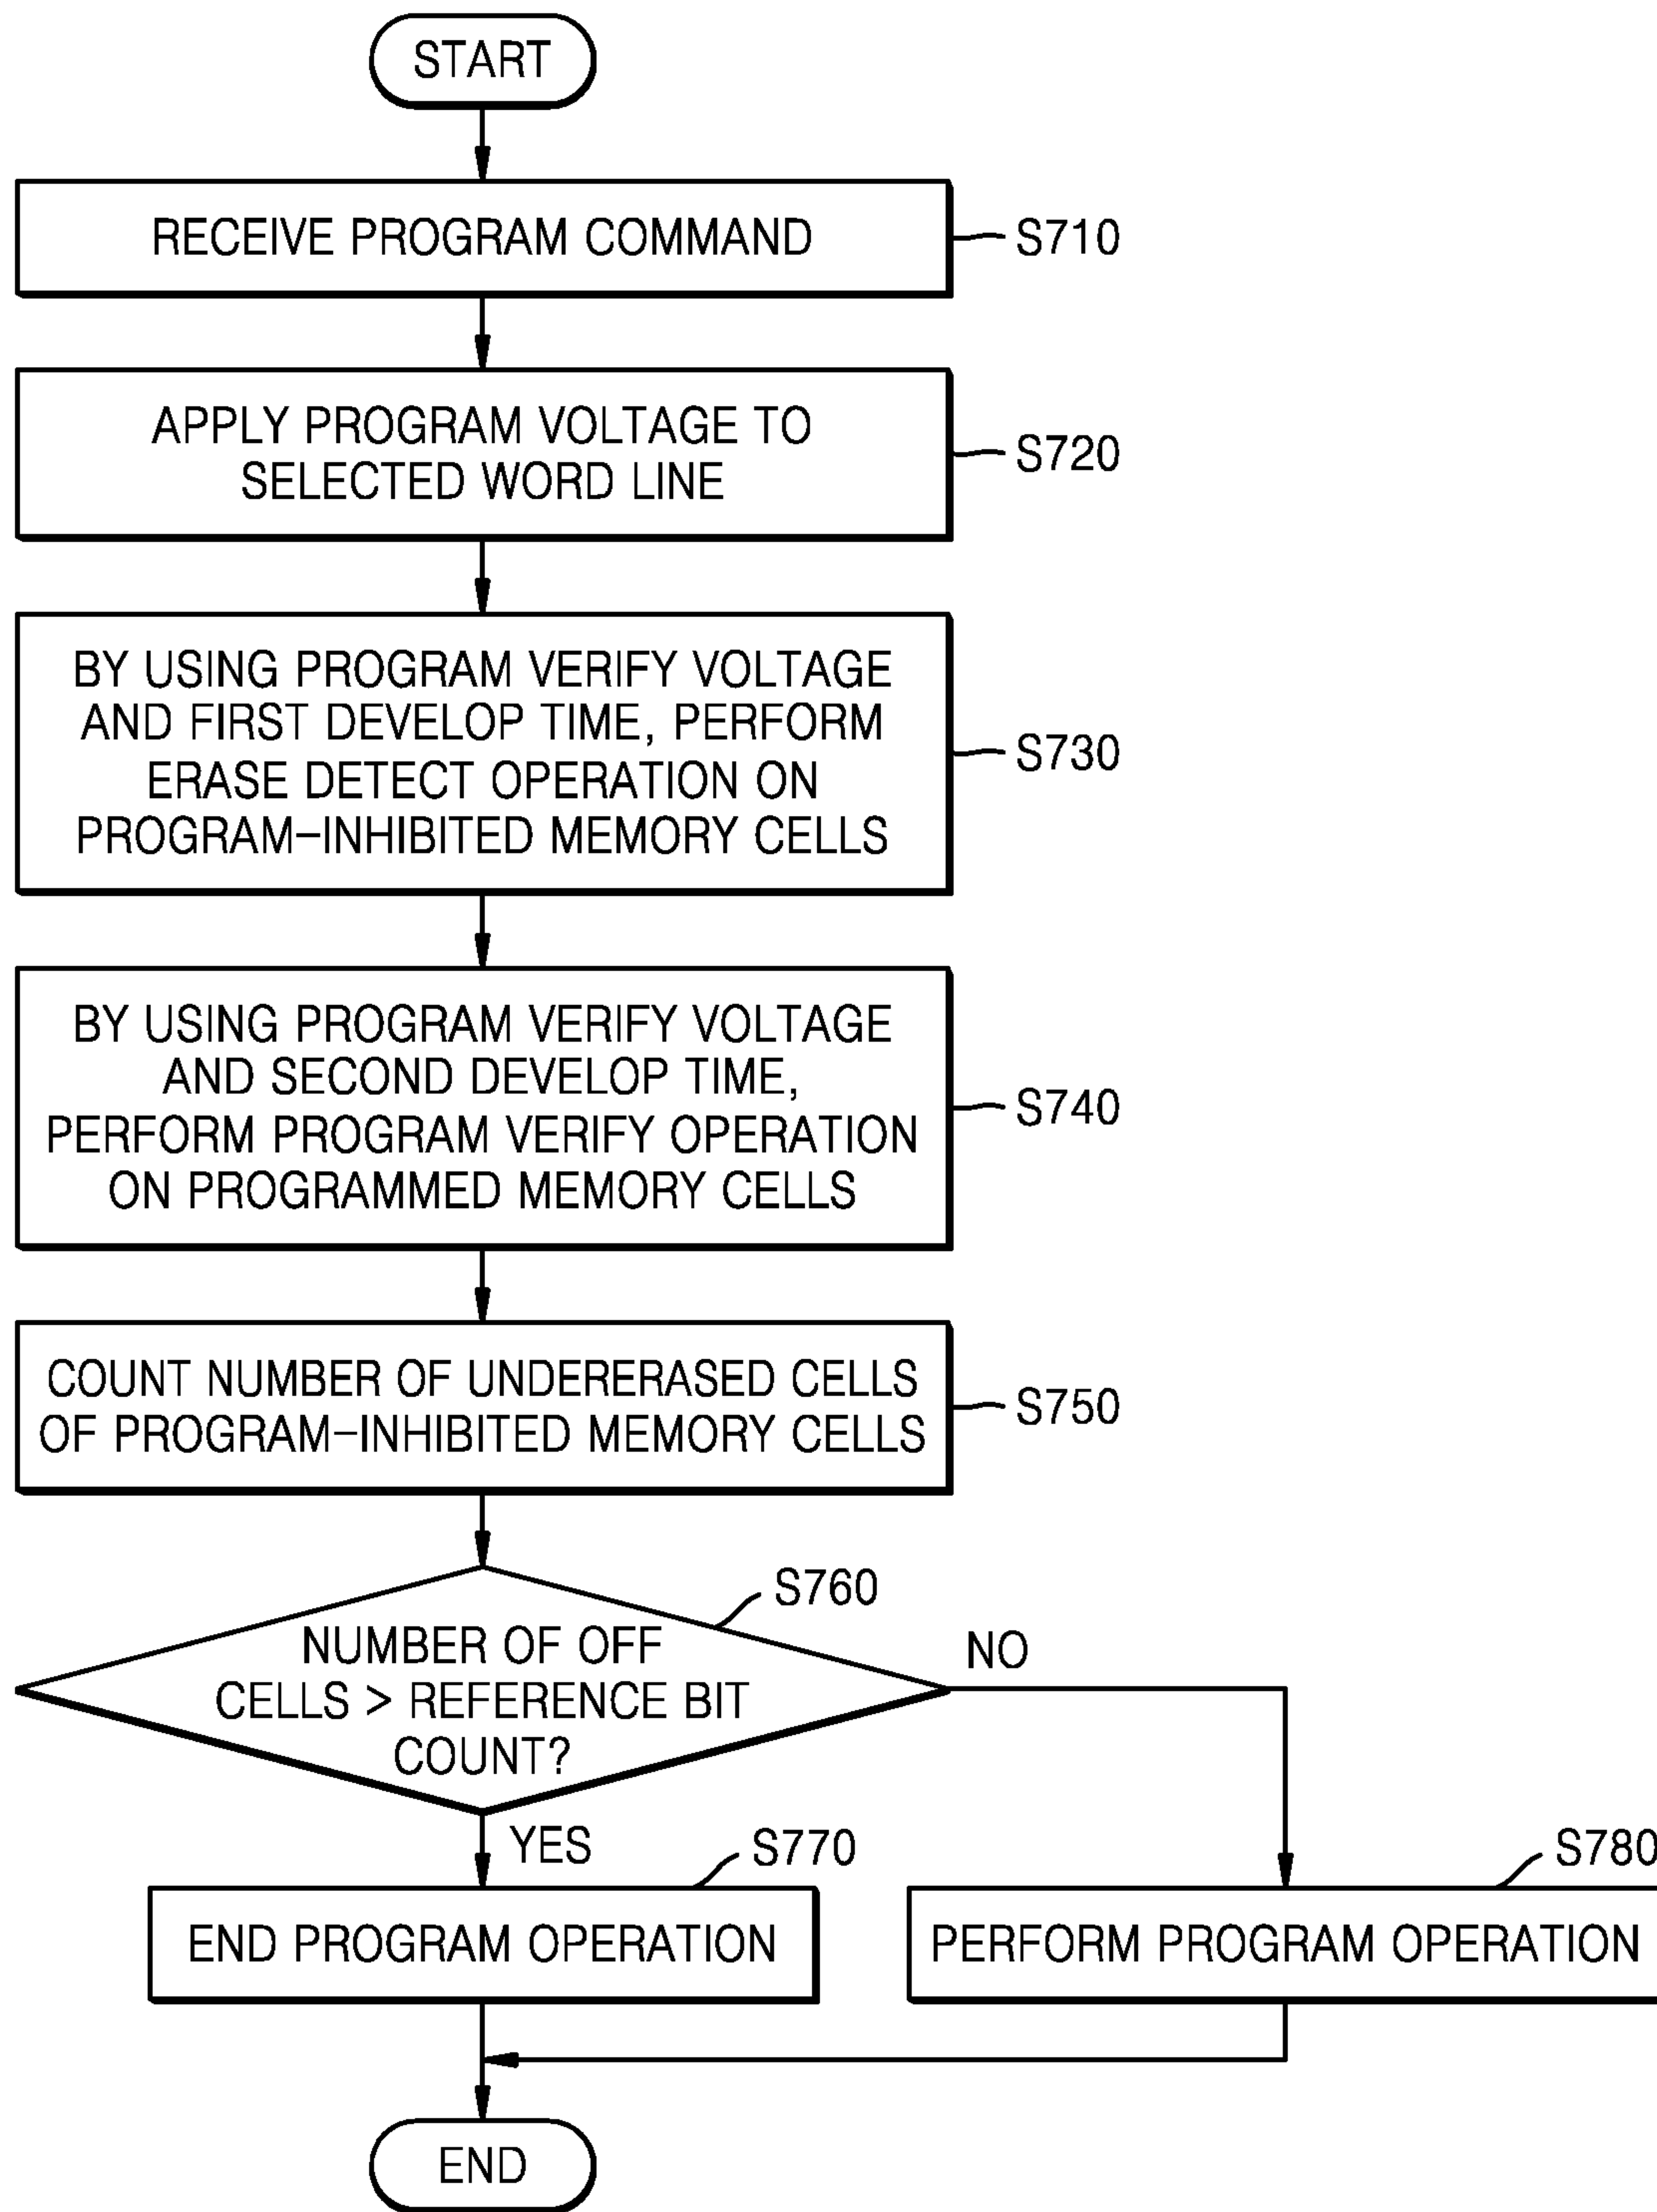 START
RECEIVE PROGRAM COMMAND
S710
APPLY PROGRAM VOLTAGE TO
SELECTED WORD LINE
S720
BY USING PROGRAM VERIFY VOLTAGE
AND FIRST DEVELOP TIME, PERFORM
ERASE DETECT OPERATION ON
PROGRAM-INHIBITED MEMORY CELLS
S730
BY USING PROGRAM VERIFY VOLTAGE
AND SECOND DEVELOP TIME,
PERFORM PROGRAM VERIFY OPERATION
ON PROGRAMMED MEMORY CELLS
S740
COUNT NUMBER OF UNDERERASED CELLS
OF PROGRAM-INHIBITED MEMORY CELLS
S750
S760
NUMBER OF OFF
CELLS > REFERENCE BIT
COUNT?
NO
YES
S770
END PROGRAM OPERATION
S780
PERFORM PROGRAM OPERATION
END